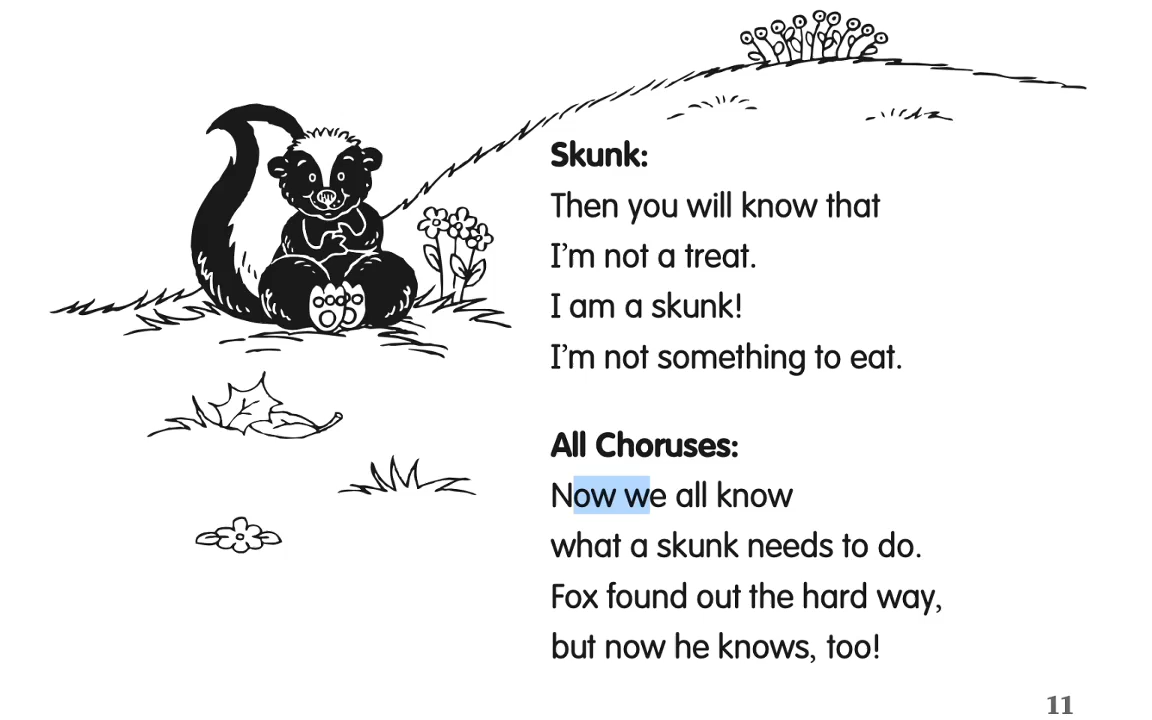 Skunk:
Then you will know that
I’m not a treat.
I am a skunk!
I’m not something to eat.
All Choruses:
Now we all know
what a skunk needs to do.
Fox found out the hard way,
but now he knows, too!
11